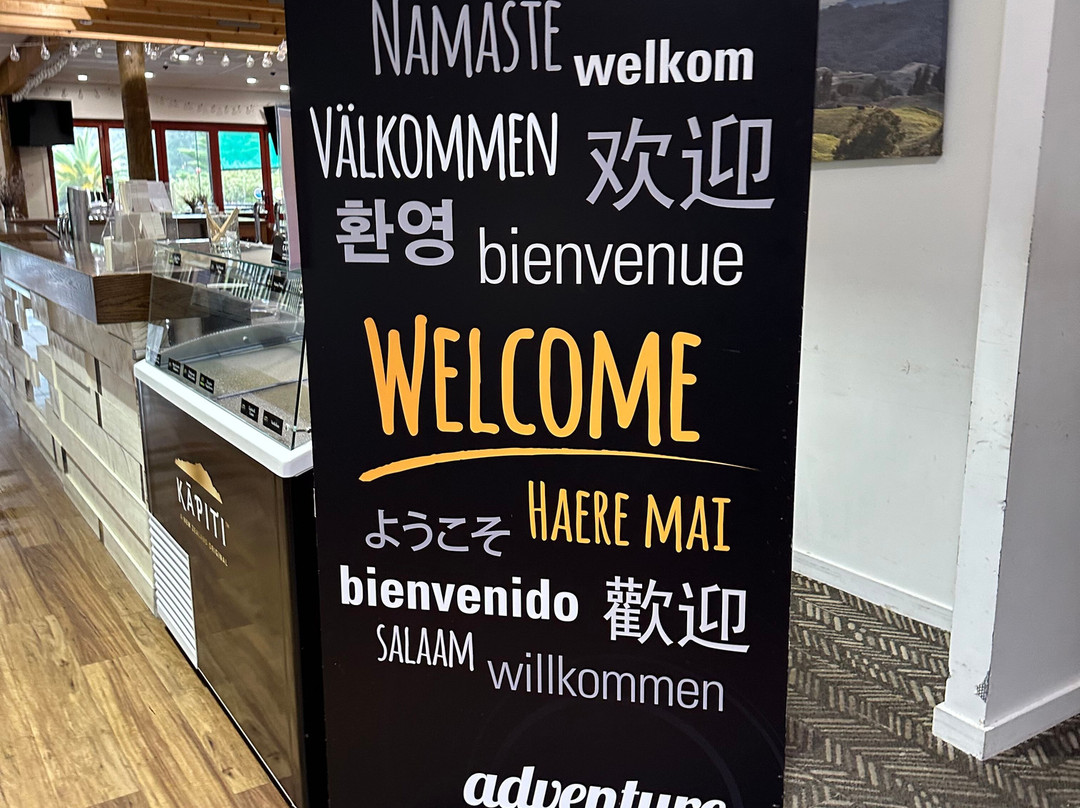 NAMASTE
welkom
VÄLKOMMEN
欢迎
환영
bienvenue
WELCOME
HAERE MAI
ようこそ
bienvenido
歡迎
SALAAM
willkommen
adventure
KĀPITI